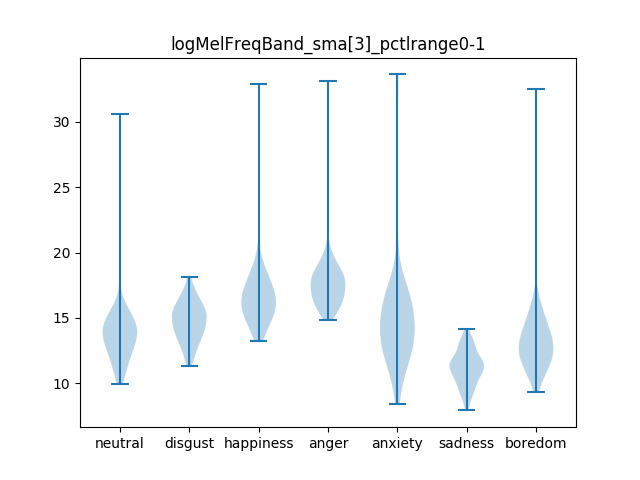 logMelFreqBand_sma[3]_pctlrange0-1
30
25
20
15
10
neutral disgust happiness anger anxiety sadness boredom